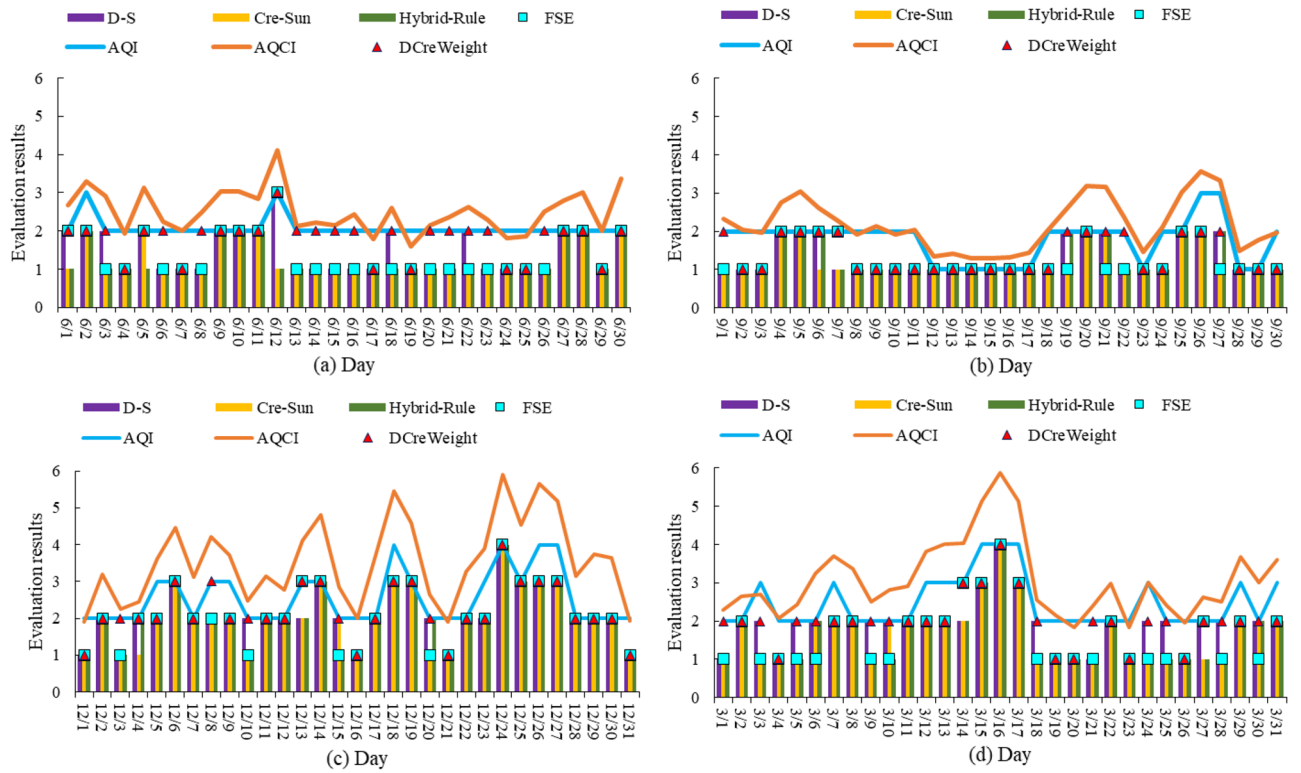 D-S Cre-Sun Hybrid-Rule FSE
AQI AQCI DCreWeight
Evaluation results
6
5
4
3
2
1
0
6/1 6/2 6/3 6/4 6/5 6/6 6/7 6/8 6/9 6/10 6/11 6/12 6/13 6/14 6/15 6/16 6/17 6/18 6/19 6/20 6/21 6/22 6/23 6/24 6/25 6/26 6/27 6/28 6/29 6/30
(a) Day
D-S Cre-Sun Hybrid-Rule FSE
AQI AQCI DCreWeight
Evaluation results
6
5
4
3
2
1
0
9/1 9/2 9/3 9/4 9/5 9/6 9/7 9/8 9/9 9/10 9/11 9/12 9/13 9/14 9/15 9/16 9/17 9/18 9/19 9/20 9/21 9/22 9/23 9/24 9/25 9/26 9/27 9/28 9/29 9/30
(b) Day
D-S Cre-Sun Hybrid-Rule FSE
AQI AQCI DCreWeight
Evaluation results
6
5
4
3
2
1
0
12/1 12/2 12/3 12/4 12/5 12/6 12/7 12/8 12/9 12/10 12/11 12/12 12/13 12/14 12/15 12/16 12/17 12/18 12/19 12/20 12/21 12/22 12/23 12/24 12/25 12/26 12/27 12/28 12/29 12/30 12/31
(c) Day
D-S Cre-Sun Hybrid-Rule FSE
AQI AQCI DCreWeight
Evaluation results
6
5
4
3
2
1
0
3/1 3/2 3/3 3/4 3/5 3/6 3/7 3/8 3/9 3/10 3/11 3/12 3/13 3/14 3/15 3/16 3/17 3/18 3/19 3/20 3/21 3/22 3/23 3/24 3/25 3/26 3/27 3/28 3/29 3/30 3/31
(d) Day